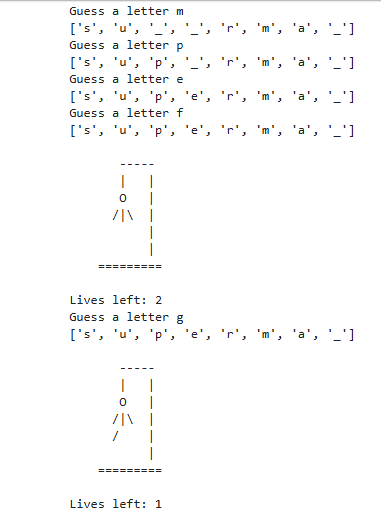 Guess a letter m
['s', 'u', '_', '_', 'r', 'm', 'a', '_']
Guess a letter p
['s', 'u', 'p', '_', 'r', 'm', 'a', '_']
Guess a letter e
['s', 'u', 'p', 'e', 'r', 'm', 'a', '_']
Guess a letter f
['s', 'u', 'p', 'e', 'r', 'm', 'a', '_']
   -----
   |   |
   O   |
  /|\  |
       |
       |
=========
Lives left: 2
Guess a letter g
['s', 'u', 'p', 'e', 'r', 'm', 'a', '_']
   -----
   |   |
   O   |
  /|\  |
  /    |
       |
=========
Lives left: 1